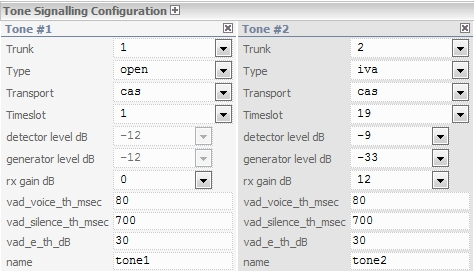 Tone Signalling Configuration
Tone #1 Tone #2
Trunk 1 Trunk 2
Type open Type iva
Transport cas Transport cas
Timeslot 1 Timeslot 19
detector level dB -12 detector level dB -9
generator level dB -12 generator level dB -33
rx gain dB 0 rx gain dB 12
vad_voice_th_msec 80 vad_voice_th_msec 80
vad_silence_th_msec 700 vad_silence_th_msec 700
vad_e_th_dB 30 vad_e_th_dB 30
name tone1 name tone2